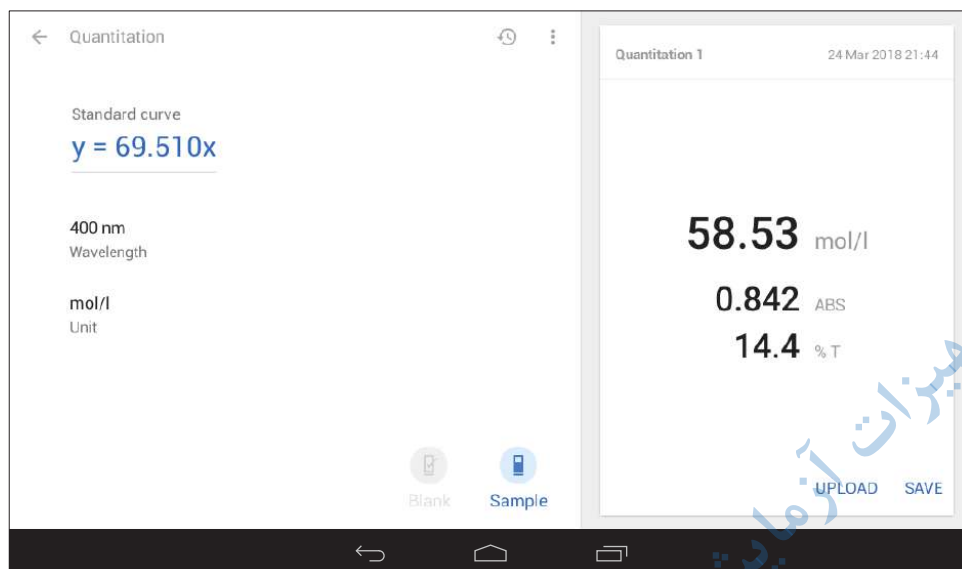 Quantitation
Standard curve
y = 69.510x
400 nm
Wavelength
mol/l
Unit
Blank
Sample
Quantitation 1 24 Mar 2018 21:44
58.53 mol/l
0.842 ABS
14.4 % T
UPLOAD SAVE